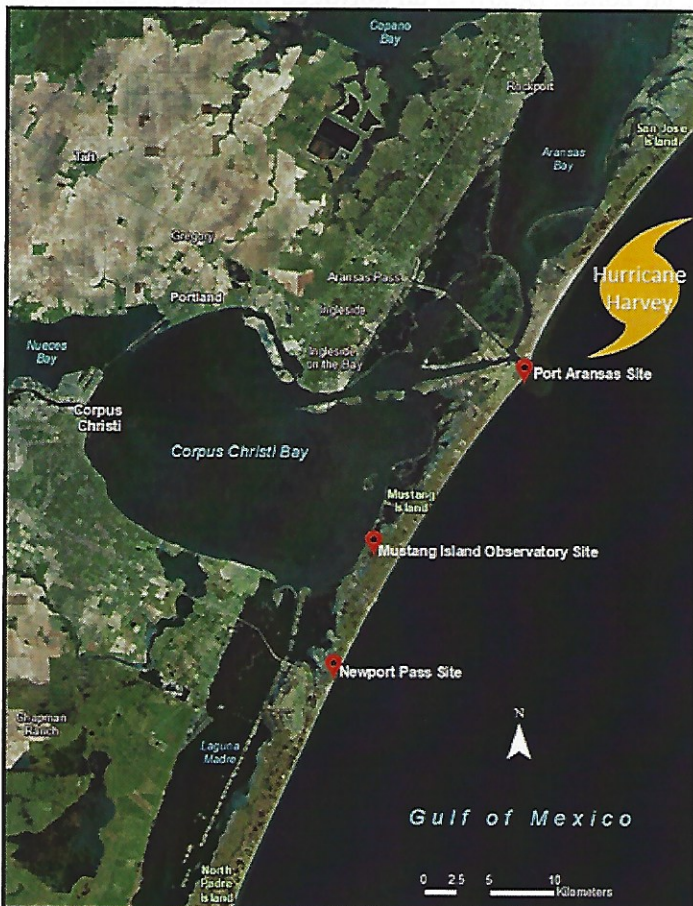 Copano
Bay
Rockport
San Jose
Island
Taft
Aransas
Bay
Gregory
Aransas Pass
Hurricane
Harvey
Portland
Ingleside
Nueces
Bay
Ingleside
on the Bay
Port Aransas Site
Corpus
Christi
Corpus Christi Bay
Mustang
Island
Mustang Island Observatory Site
Newport Pass Site
Chapman
Ranch
N
Laguna
Madre
Gulf of Mexico
North
Padre
Island
0 2.5 5 10
Kilometers